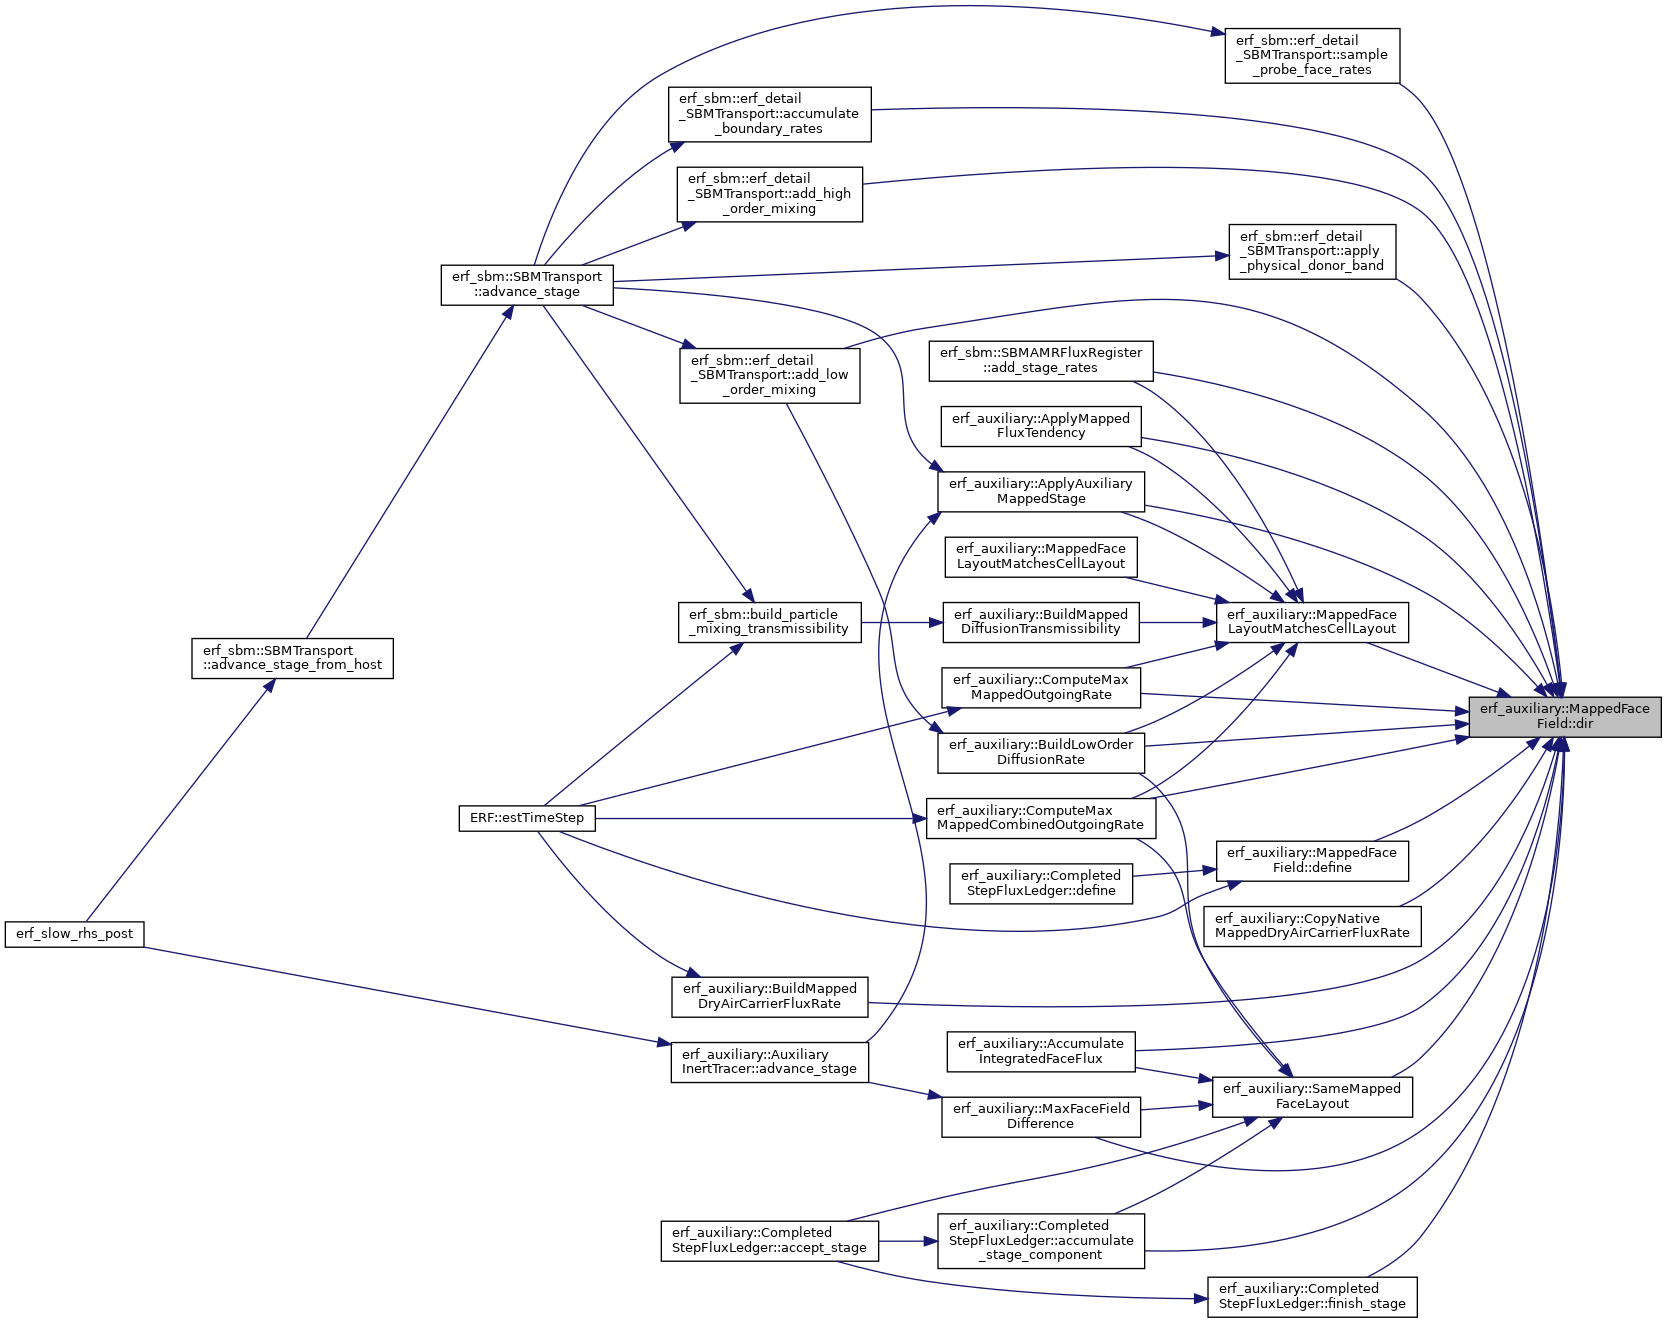 erf_sbm::erf_detail
_SBMTransport::sample
_probe_face_rates
erf_sbm::erf_detail
_SBMTransport::accumulate
_boundary_rates
erf_sbm::erf_detail
_SBMTransport::add_high
_order_mixing
erf_sbm::erf_detail
_SBMTransport::apply
_physical_donor_band
erf_sbm::SBMTransport
::advance_stage
erf_sbm::erf_detail
_SBMTransport::add_low
_order_mixing
erf_sbm::SBMAMRFluxRegister
::add_stage_rates
erf_auxiliary::ApplyMapped
FluxTendency
erf_auxiliary::ApplyAuxiliary
MappedStage
erf_auxiliary::MappedFace
LayoutMatchesCellLayout
erf_sbm::build_particle
_mixing_transmissibility
erf_auxiliary::BuildMapped
DiffusionTransmissibility
erf_auxiliary::MappedFace
LayoutMatchesCellLayout
erf_sbm::SBMTransport
::advance_stage_from_host
erf_auxiliary::ComputeMax
MappedOutgoingRate
erf_auxiliary::MappedFace
Field::dir
erf_auxiliary::BuildLowOrder
DiffusionRate
ERF::estTimeStep
erf_auxiliary::ComputeMax
MappedCombinedOutgoingRate
erf_auxiliary::MappedFace
Field::define
erf_auxiliary::Completed
StepFluxLedger::define
erf_auxiliary::CopyNative
MappedDryAirCarrierFluxRate
erf_slow_rhs_post
erf_auxiliary::BuildMapped
DryAirCarrierFluxRate
erf_auxiliary::Accumulate
IntegratedFaceFlux
erf_auxiliary::Auxiliary
InertTracer::advance_stage
erf_auxiliary::SameMapped
FaceLayout
erf_auxiliary::MaxFaceField
Difference
erf_auxiliary::Completed
StepFluxLedger::accept_stage
erf_auxiliary::Completed
StepFluxLedger::accumulate
_stage_component
erf_auxiliary::Completed
StepFluxLedger::finish_stage